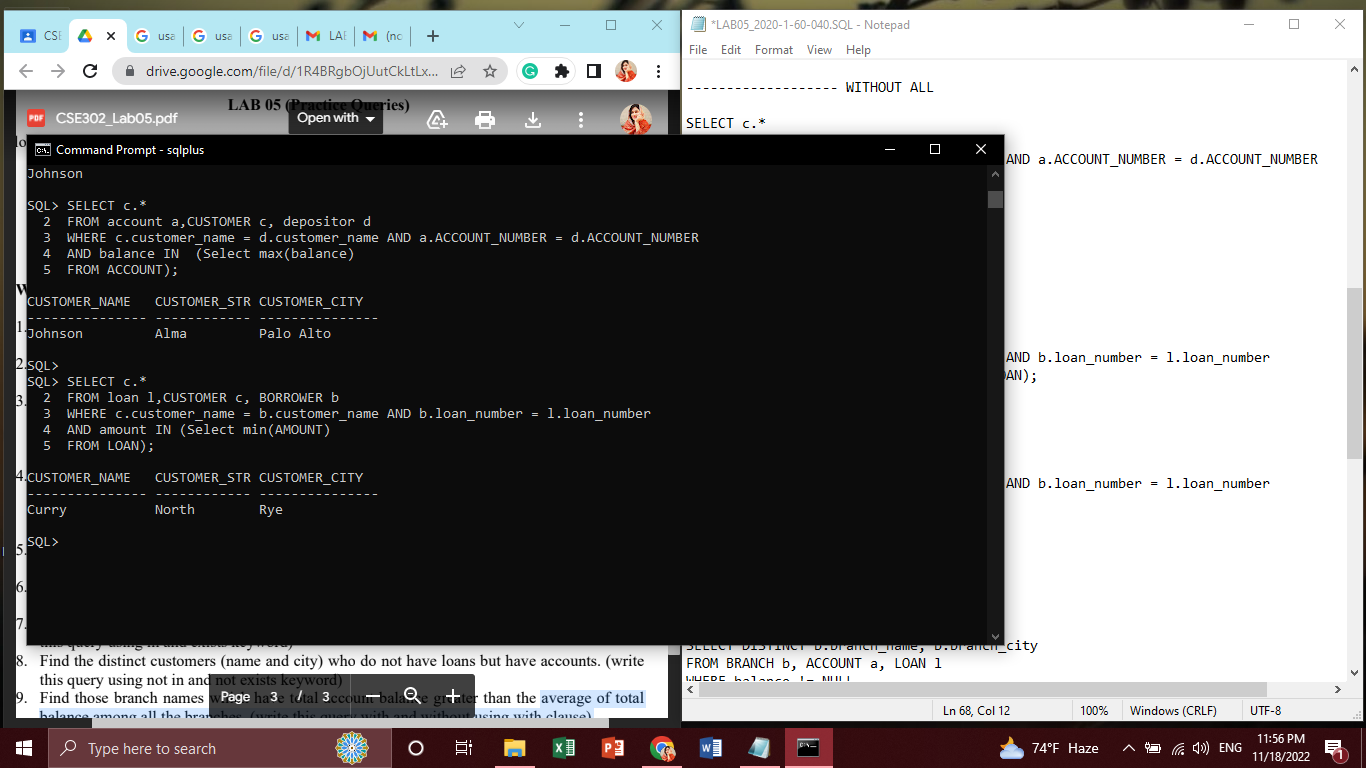 CSE
usa
usa
usa
LAB
(no
drive.google.com/file/d/1R4BRgbOjUutCkLtLx...
LAB 05 (Practice Queries)
PDF CSE302_Lab05.pdf
Open with
lo
W
1.
2.
3.
4.
5.
6.
7.
this query using in and exists keyword)
8. Find the distinct customers (name and city) who do not have loans but have accounts. (write
this query using not in and not exists keyword)
9. Find those branch names which have total account balance greater than the average of total
balance among all the branches. (write this query with and without using with clause)
Page 3 / 3
Command Prompt - sqlplus
Johnson
SQL> SELECT c.*
2 FROM account a,CUSTOMER c, depositor d
3 WHERE c.customer_name = d.customer_name AND a.ACCOUNT_NUMBER = d.ACCOUNT_NUMBER
4 AND balance IN  (Select max(balance)
5 FROM ACCOUNT);
CUSTOMER_NAME   CUSTOMER_STR CUSTOMER_CITY
--------------- ------------ ---------------
Johnson         Alma         Palo Alto
SQL>
SQL> SELECT c.*
2 FROM loan l,CUSTOMER c, BORROWER b
3 WHERE c.customer_name = b.customer_name AND b.loan_number = l.loan_number
4 AND amount IN (Select min(AMOUNT)
5 FROM LOAN);
CUSTOMER_NAME   CUSTOMER_STR CUSTOMER_CITY
--------------- ------------ ---------------
Curry           North        Rye
SQL>
*LAB05_2020-1-60-040.SQL - Notepad
File Edit Format View Help
------------------- WITHOUT ALL
SELECT c.*
AND a.ACCOUNT_NUMBER = d.ACCOUNT_NUMBER
AND b.loan_number = l.loan_number
AN);
AND b.loan_number = l.loan_number
SELECT DISTINCT b.branch_name, b.branch_city
FROM BRANCH b, ACCOUNT a, LOAN l
WHERE balance != NULL
Ln 68, Col 12
100%
Windows (CRLF)
UTF-8
Type here to search
74°F Haze
ENG
11:56 PM
11/18/2022
1